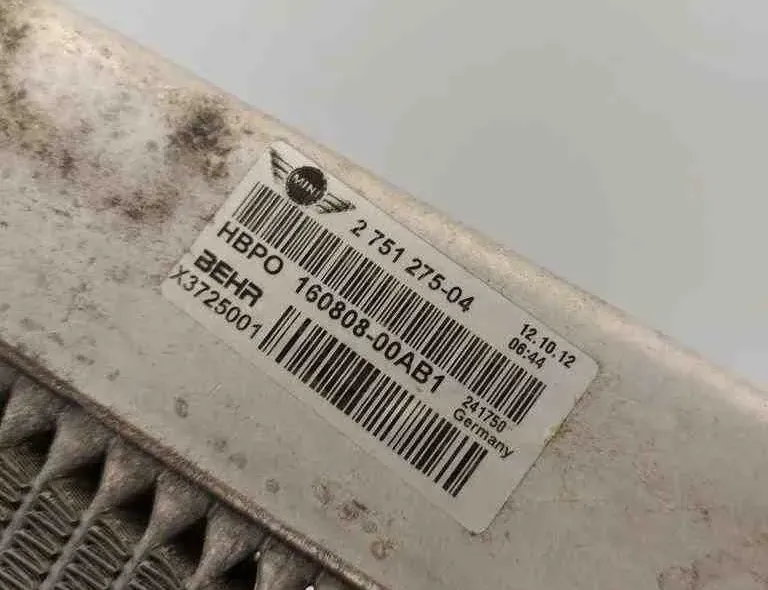 MINI
2 751 275-04
12.10.12
06:44
HBPO 160808-00AB1
BEHR
X3725001
241750
Germany